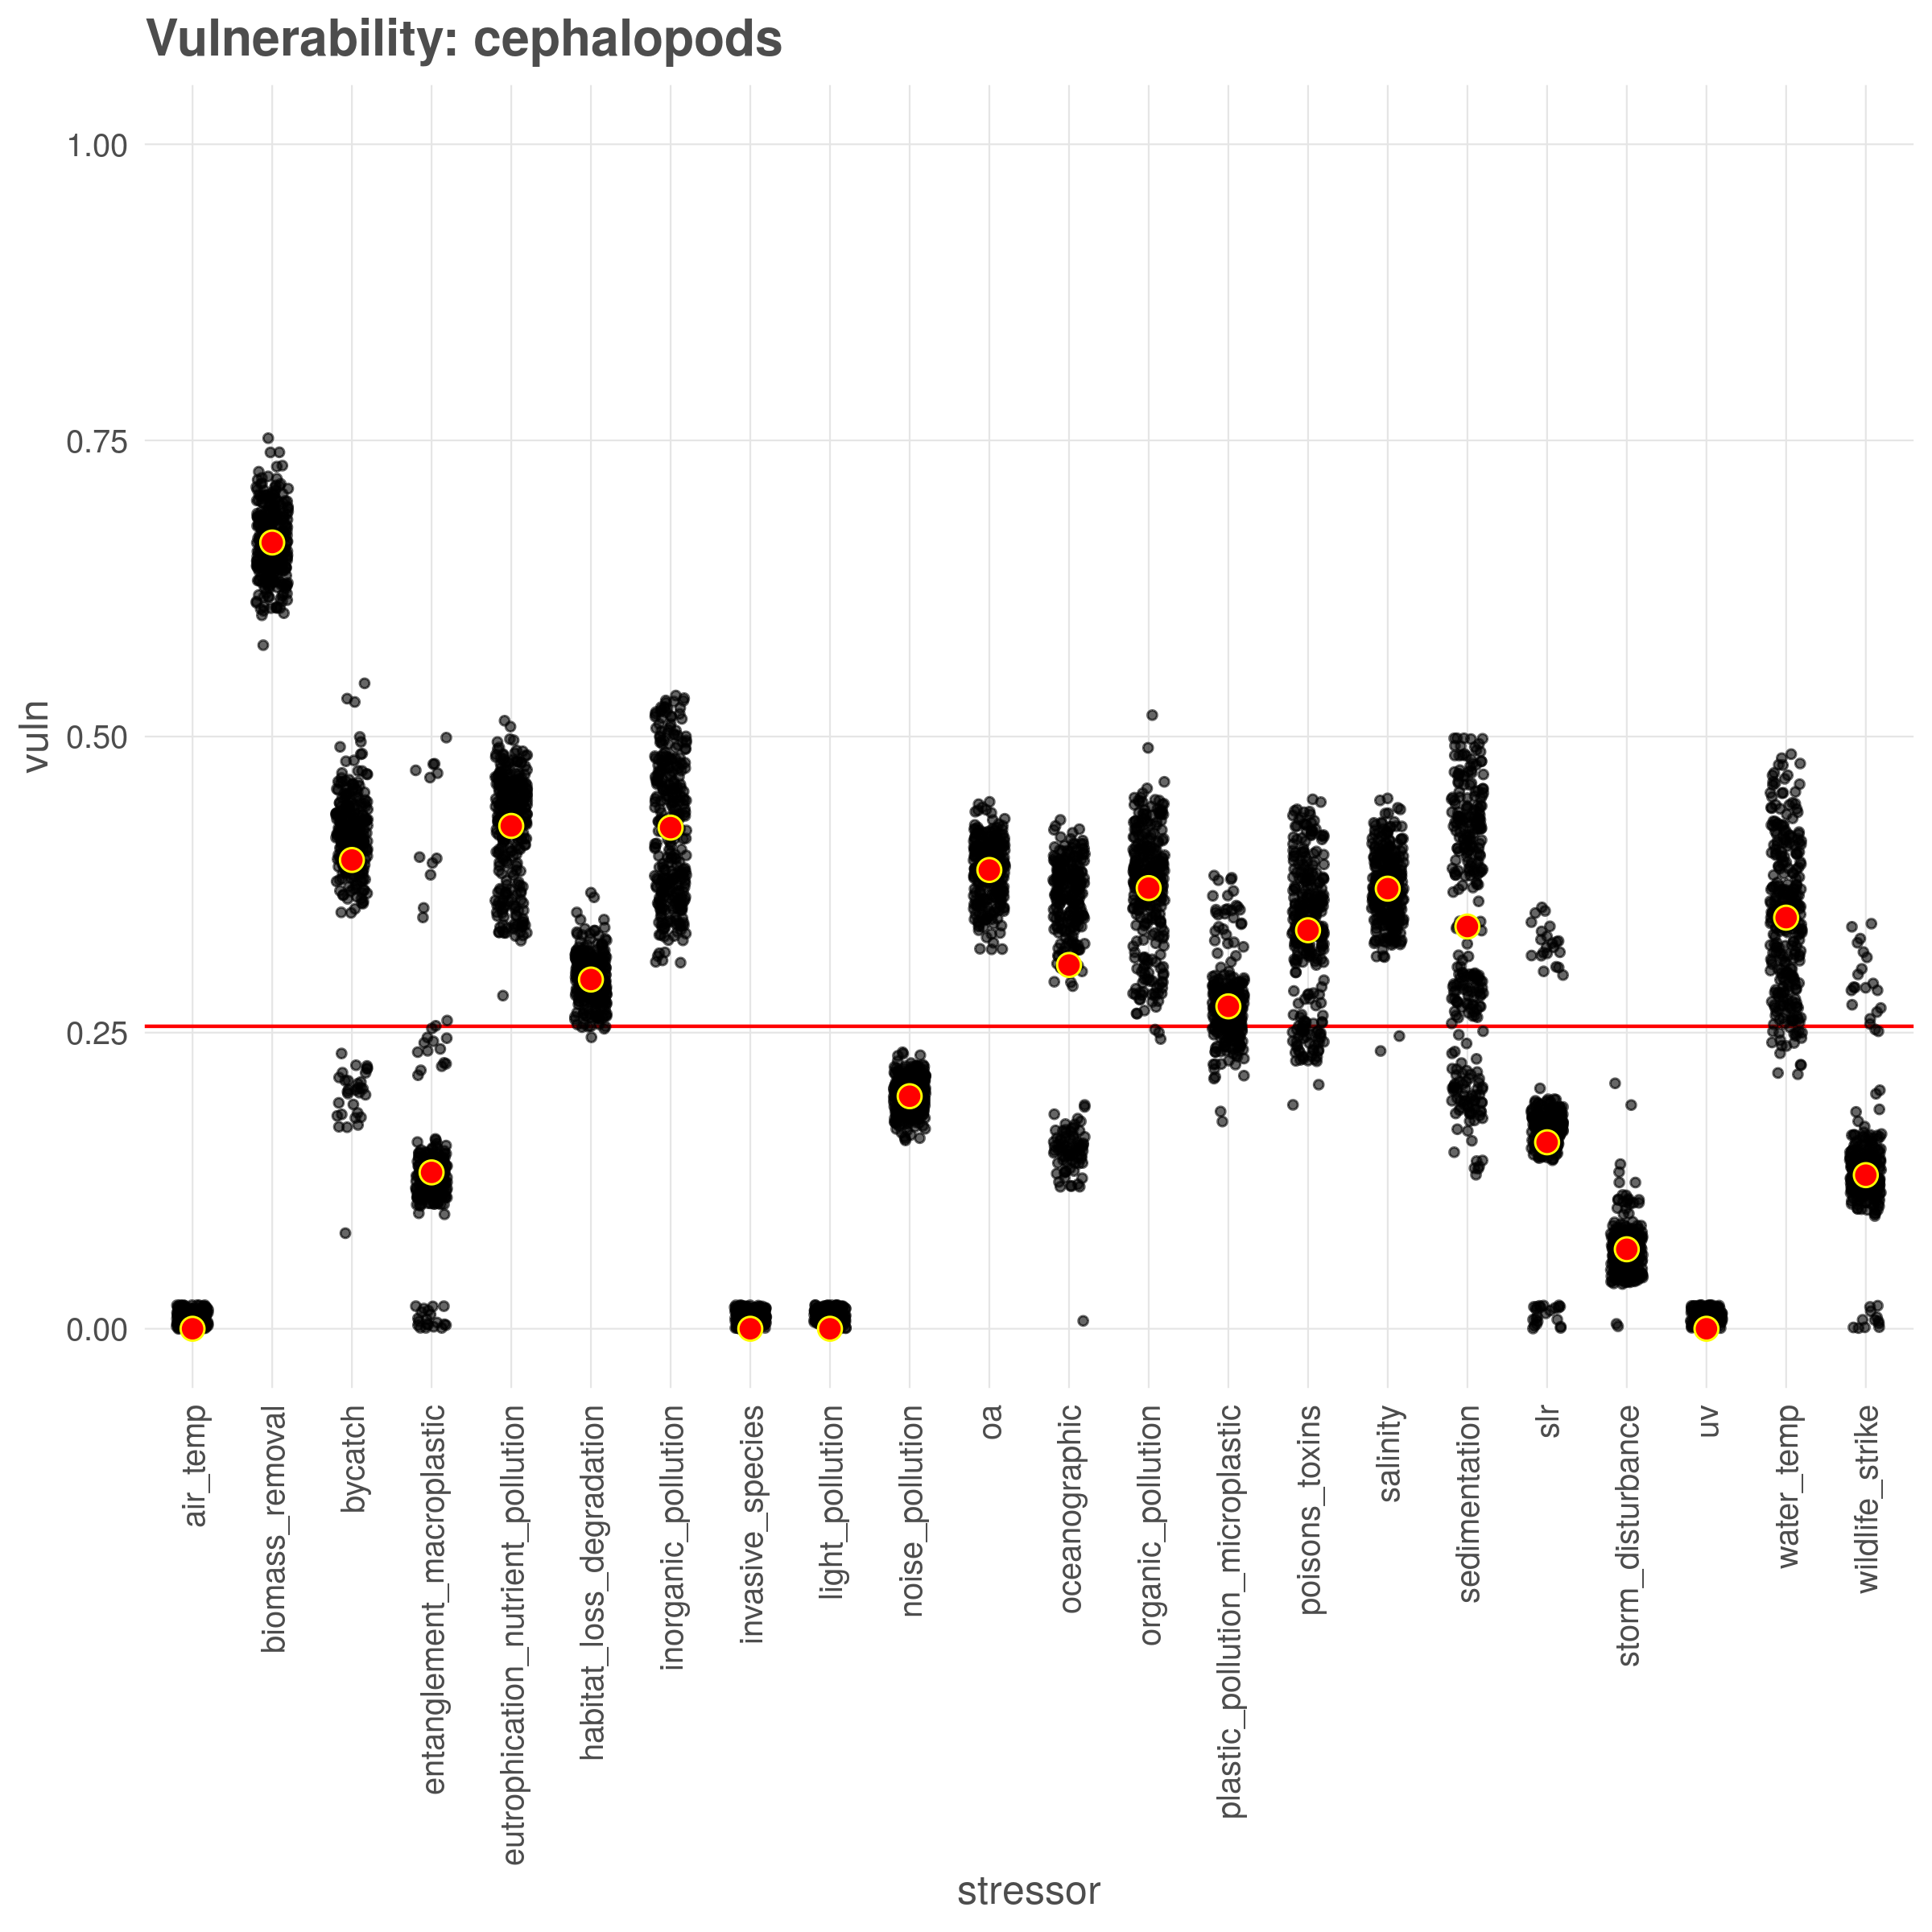 Vulnerability: cephalopods
1.00
0.75
0.50
0.25
0.00
vuln
air_temp
biomass_removal
bycatch
entanglement_macroplastic
eutrophication_nutrient_pollution
habitat_loss_degradation
inorganic_pollution
invasive_species
light_pollution
noise_pollution
oa
oceanographic
organic_pollution
plastic_pollution_microplastic
poisons_toxins
salinity
sedimentation
slr
storm_disturbance
uv
water_temp
wildlife_strike
stressor